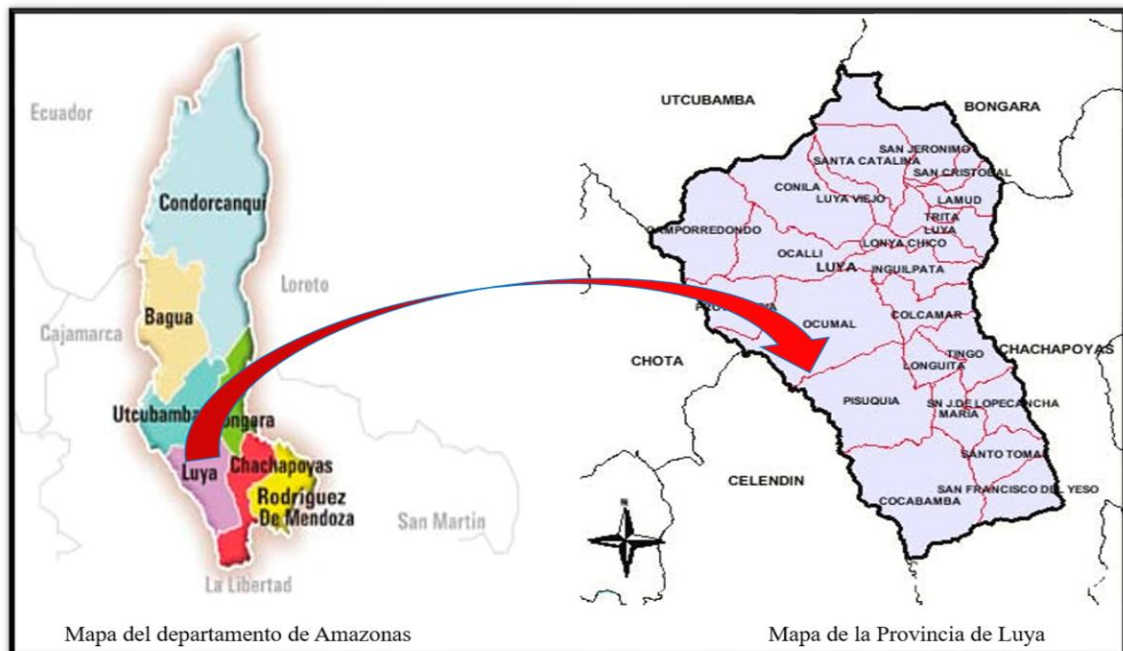 Ecuador
Condorcanqui
Loreto
Bagua
Cajamarca
Utcubamba
ongara
Luya
Chachapoyas
Rodríguez
De Mendoza
San Martin
La Libertad
Mapa del departamento de Amazonas
UTCUBAMBA
BONGARA
SAN JERONIMO
SANTA CATALINA
SAN CRISTOBAL
CONILA
LUYA VIEJO
LAMUD
TRITA
LUYA
CAMPORREDONDO
LONYA CHICO
OCALLI
LUYA
INGUILPATA
COLCAMAR
OCUMAL
CHOTA
TINGO
CHACHAPOYAS
LONGUITA
PISUQUIA
SN J.DE LOPECANCHA
MARIA
SANTO TOMAS
CELENDIN
SAN FRANCISCO DEL YESO
COCABAMBA
N
Mapa de la Provincia de Luya